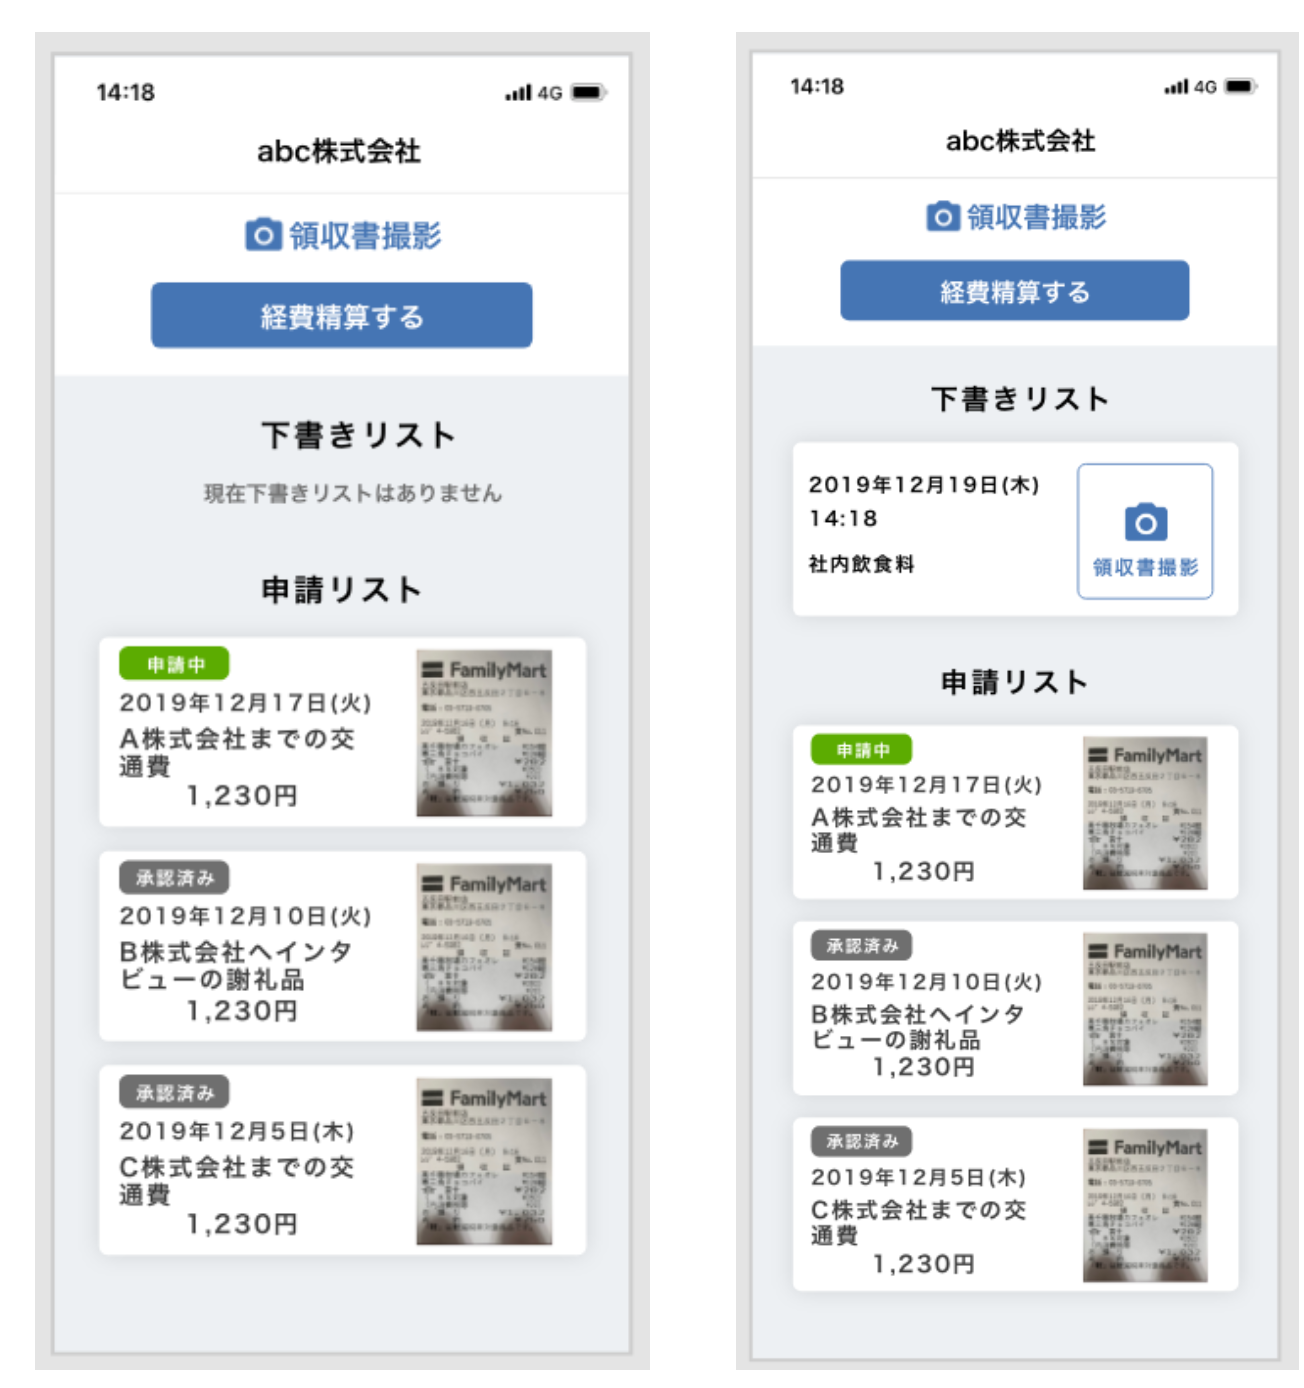 14:18
4G
abc株式会社
領収書撮影
経費精算する
下書きリスト
現在下書きリストはありません
申請リスト
申請中
2019年12月17日(火)
A株式会社までの交
通費
1,230円
FamilyMart
承認済み
2019年12月10日(火)
B株式会社へインタ
ビューの謝礼品
1,230円
FamilyMart
承認済み
2019年12月5日(木)
C株式会社までの交
通費
1,230円
FamilyMart
14:18
4G
abc株式会社
領収書撮影
経費精算する
下書きリスト
2019年12月19日(木)
14:18
社内飲食料
領収書撮影
申請リスト
申請中
2019年12月17日(火)
A株式会社までの交
通費
1,230円
FamilyMart
承認済み
2019年12月10日(火)
B株式会社へインタ
ビューの謝礼品
1,230円
FamilyMart
承認済み
2019年12月5日(木)
C株式会社までの交
通費
1,230円
FamilyMart